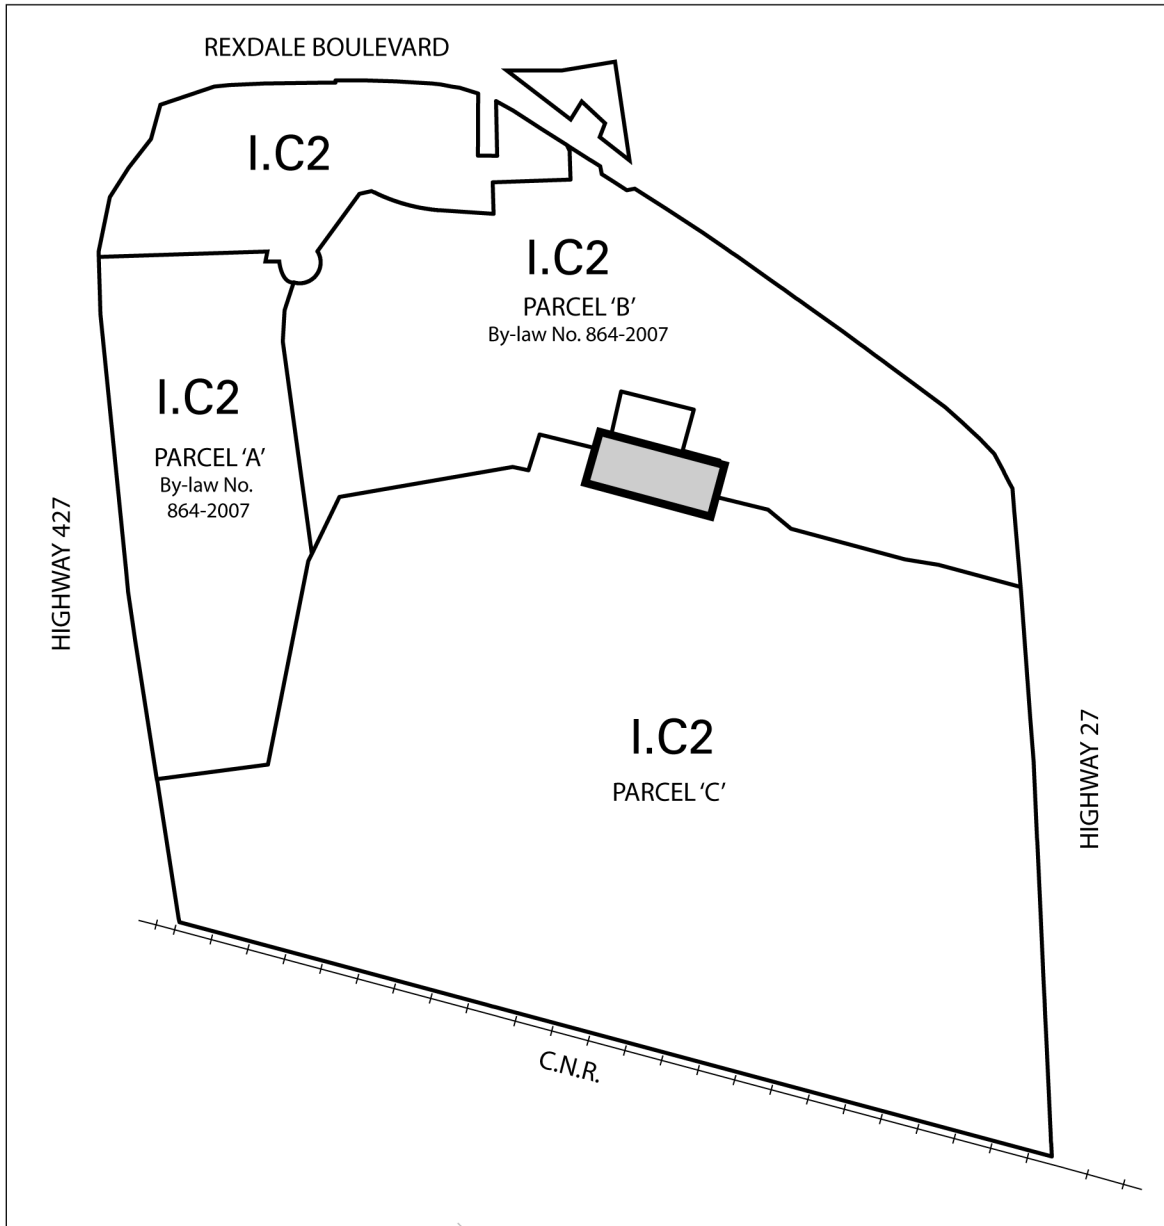 REXDALE BOULEVARD
I.C2
I.C2
PARCEL ‘B’
By-law No. 864-2007
I.C2
PARCEL ‘A’
By-law No.
864-2007
HIGHWAY 427
I.C2
PARCEL ‘C’
HIGHWAY 27
C.N.R.